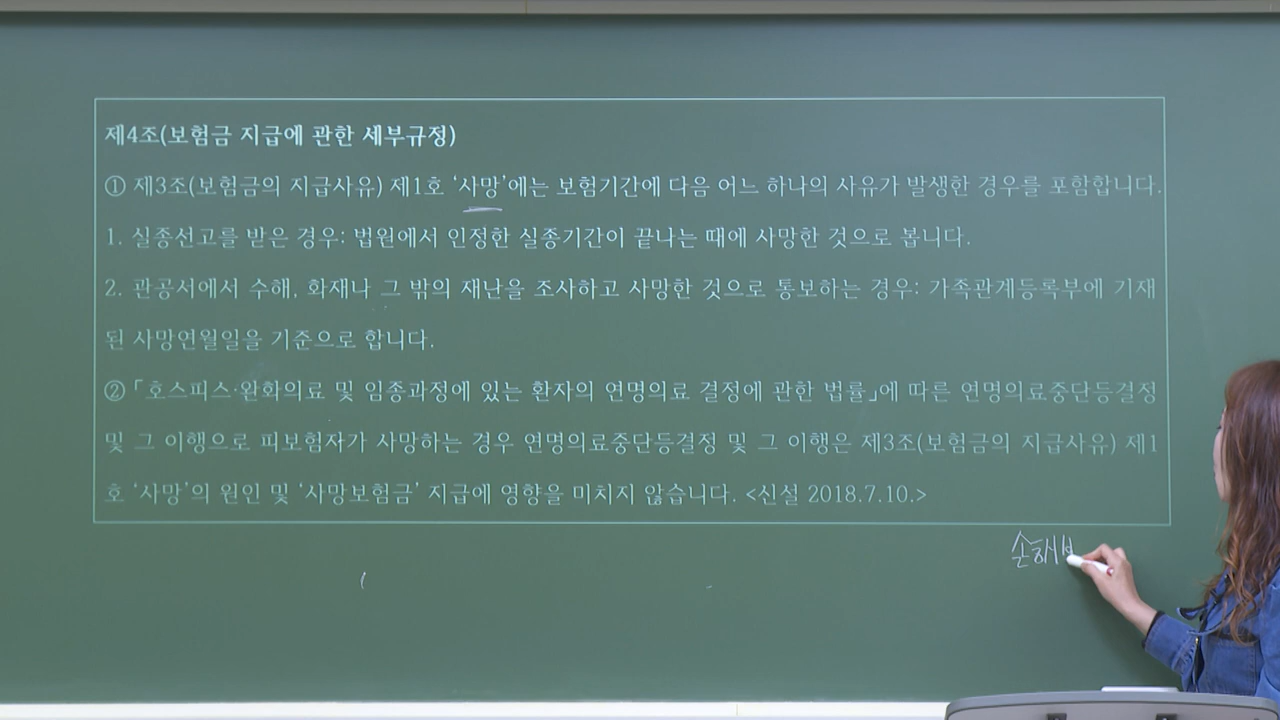 제4조(보험금 지급에 관한 세부규정)
① 제3조(보험금의 지급사유) 제1호 ‘사망’에는 보험기간에 다음 어느 하나의 사유가 발생한 경우를 포함합니다.
1. 실종선고를 받은 경우: 법원에서 인정한 실종기간이 끝나는 때에 사망한 것으로 봅니다.
2. 관공서에서 수해, 화재나 그 밖의 재난을 조사하고 사망한 것으로 통보하는 경우: 가족관계등록부에 기재
된 사망연월일을 기준으로 합니다.
② 「호스피스·완화의료 및 임종과정에 있는 환자의 연명의료 결정에 관한 법률」에 따른 연명의료중단등결정
및 그 이행으로 피보험자가 사망하는 경우 연명의료중단등결정 및 그 이행은 제3조(보험금의 지급사유) 제1
호 ‘사망’의 원인 및 ‘사망보험금’ 지급에 영향을 미치지 않습니다. <신설 2018.7.10.>
손해보